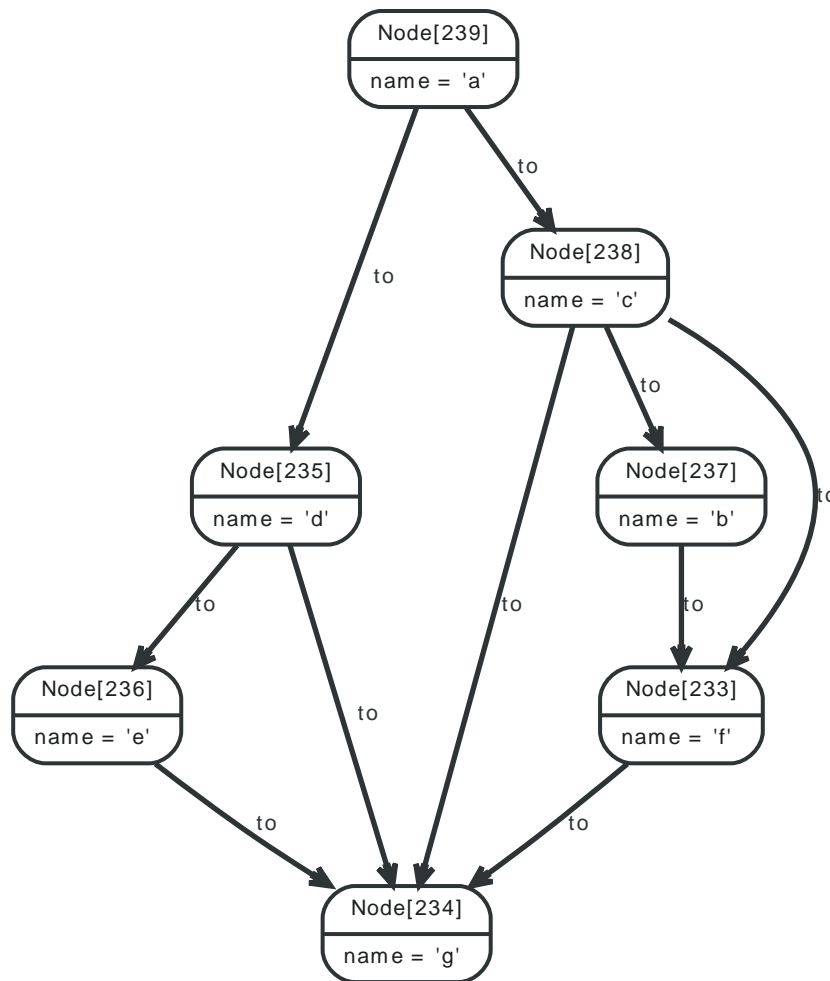 Node[239]
name = 'a'
to
to
Node[238]
name = 'c'
to
Node[235]
name = 'd'
Node[237]
name = 'b'
to
to
to
to
Node[236]
name = 'e'
Node[233]
name = 'f'
to
to
to
Node[234]
name = 'g'